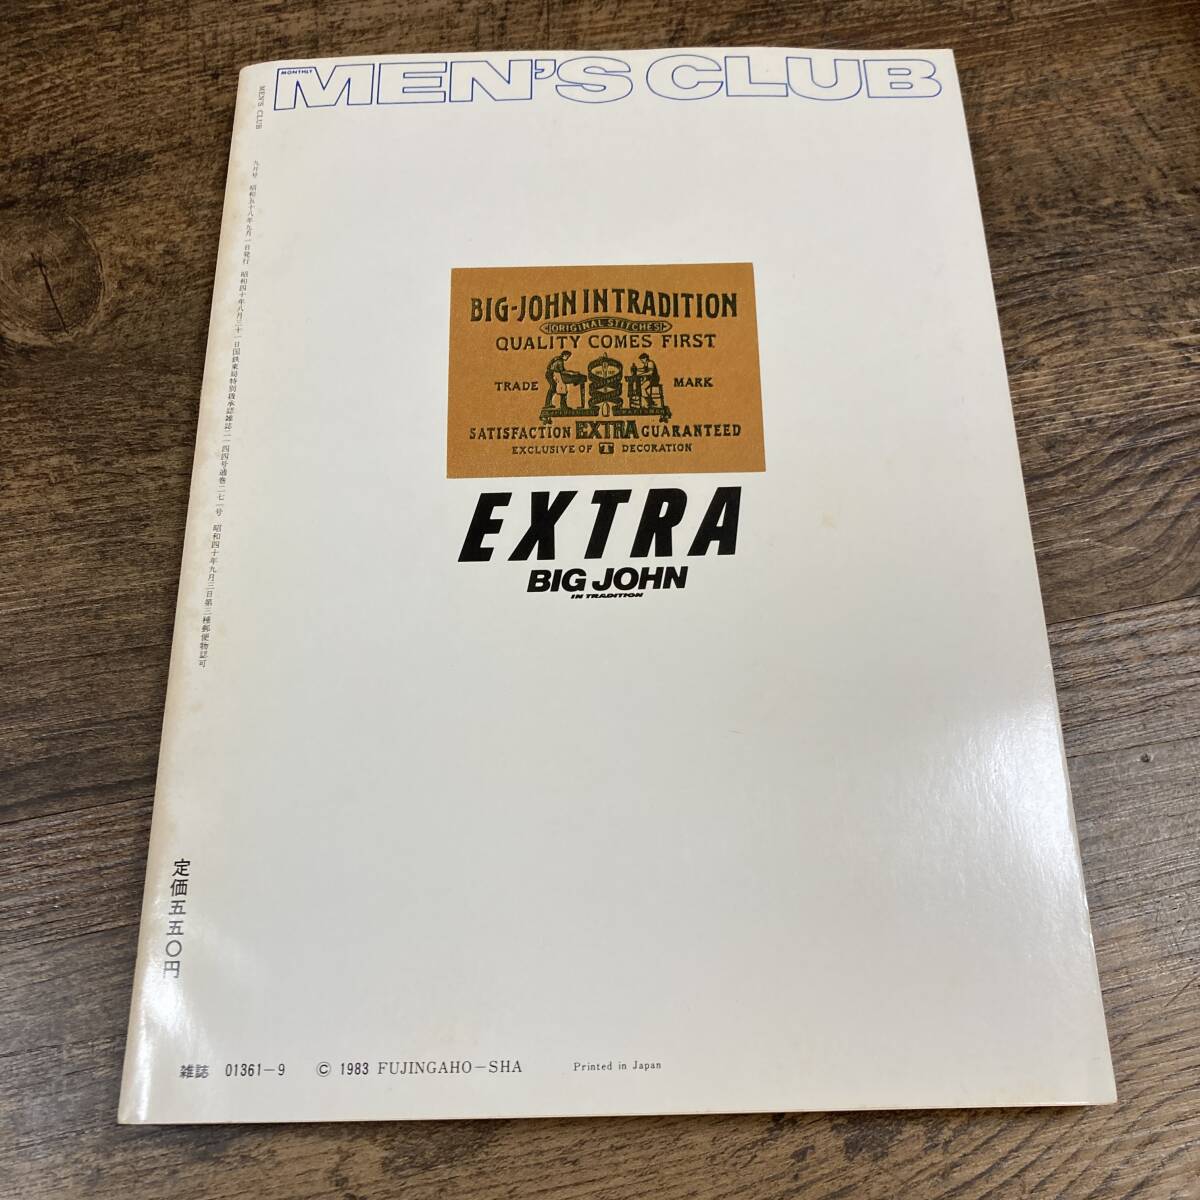 MONTHLY
MEN'S CLUB
MEN'S CLUB 九月号 昭和五十八年九月一日発行 昭和四十年八月三十一日国鉄東局特別扱承認雑誌二一四四号通巻二七一号 昭和四十年九月三日第三種郵便物認可
BIG-JOHN IN TRADITION
ORIGINAL STITCHES
QUALITY COMES FIRST
TRADE MARK
EXPERIENCED CRAFTSMAN
SATISFACTION EXTRA GUARANTEED
EXCLUSIVE OF T DECORATION
EXTRA
BIG JOHN
IN TRADITION
定価五五〇円
雑誌 01361-9 © 1983 FUJINGAHO-SHA Printed in Japan